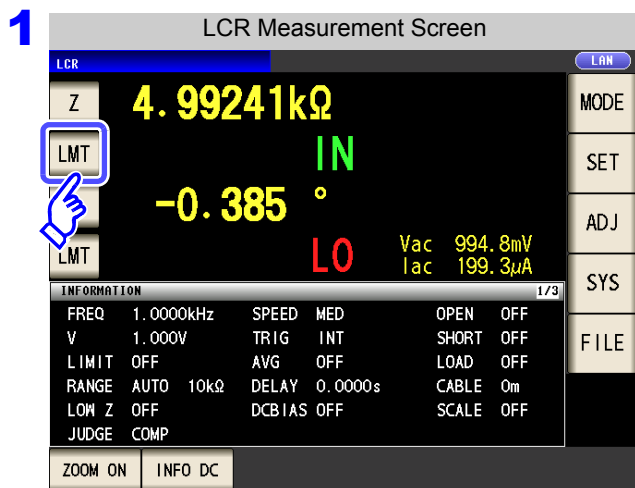 1
LCR Measurement Screen
LCR
LAN
Z
4.99241kΩ
MODE
LMT
IN
SET
-0.385 °
ADJ
LMT
LO
Vac 994.8mV
Iac 199.3µA
SYS
INFORMATION 1/3
FREQ 1.0000kHz SPEED MED OPEN OFF
V 1.000V TRIG INT SHORT OFF
FILE
LIMIT OFF AVG OFF LOAD OFF
RANGE AUTO 10kΩ DELAY 0.0000s CABLE 0m
LOW Z OFF DCBIAS OFF SCALE OFF
JUDGE COMP
ZOOM ON INFO DC